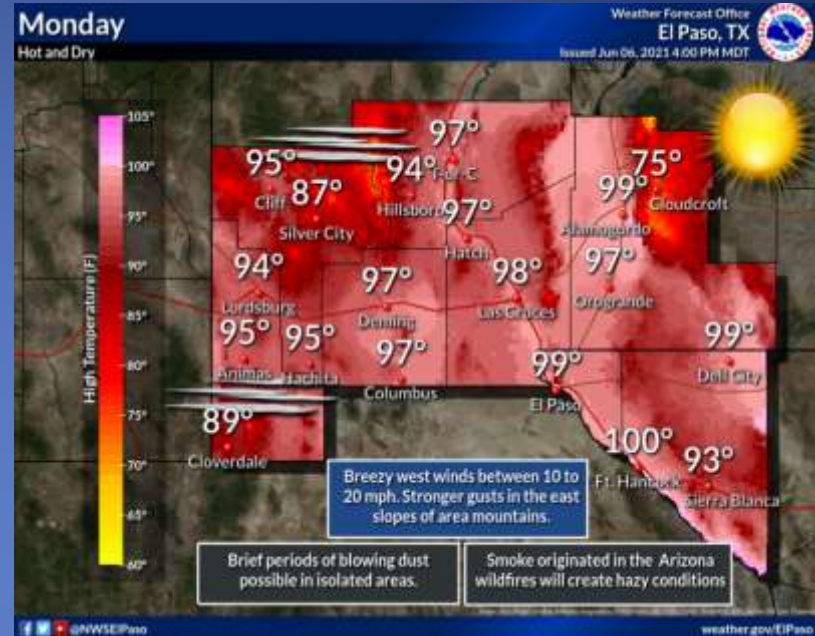 Monday
Weather Forecast Office
El Paso, TX
Hot and Dry
Issued Jun 06, 2021 4:00 PM MDT
105°
100°
95°
90°
85°
80°
75°
70°
65°
60°
High Temperature (F)
97°
T-or-C
95°
Cliff
87°
Silver City
94°
Hillsboro
75°
Cloudcroft
99°
Alamogordo
97°
Hatch
94°
Lordsburg
97°
Deming
98°
Las Cruces
97°
Orogrande
95°
Animas
95°
Hachita
97°
Columbus
99°
El Paso
99°
Dell City
89°
Cloverdale
100°
Ft. Hancock
93°
Sierra Blanca
Breezy west winds between 10 to
20 mph. Stronger gusts in the east
slopes of area mountains.
Brief periods of blowing dust
possible in isolated areas.
Smoke originated in the Arizona
wildfires will create hazy conditions
@NWSElPaso
weather.gov/ElPaso